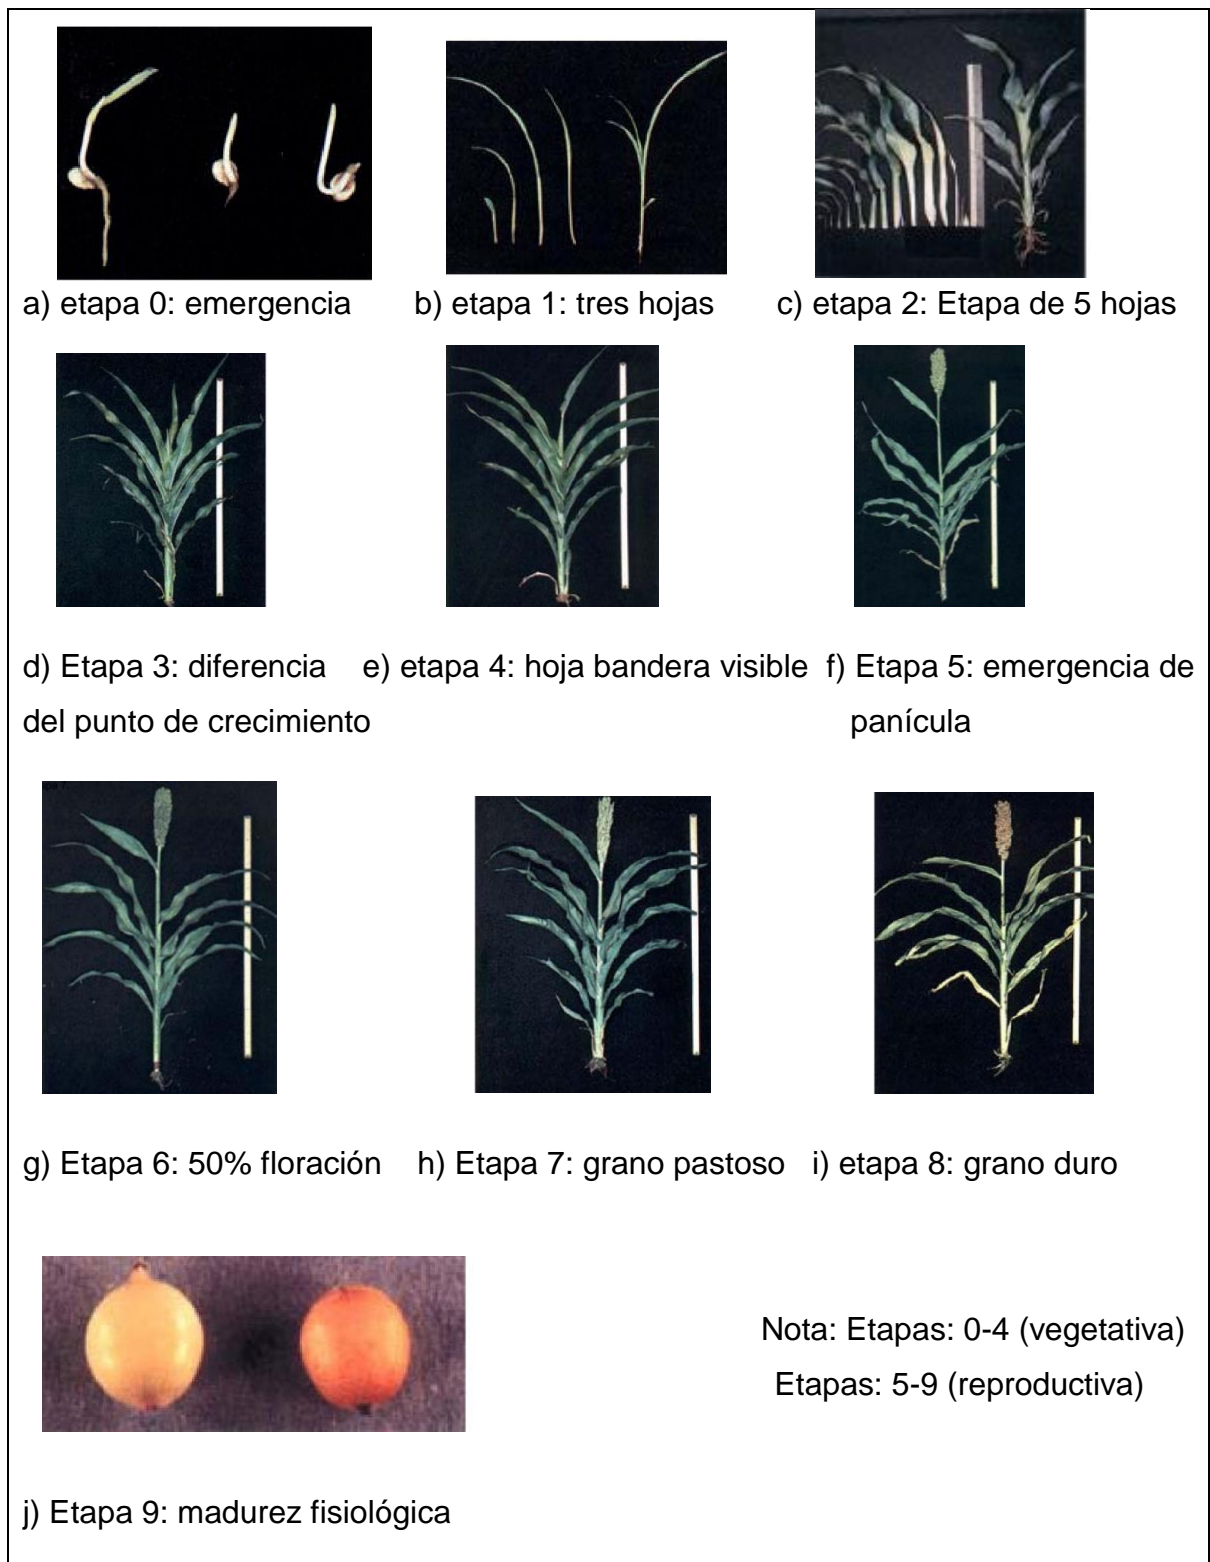 a) etapa 0: emergencia b) etapa 1: tres hojas c) etapa 2: Etapa de 5 hojas
d) Etapa 3: diferencia e) etapa 4: hoja bandera visible f) Etapa 5: emergencia de
del punto de crecimiento panícula
g) Etapa 6: 50% floración h) Etapa 7: grano pastoso i) etapa 8: grano duro
Nota: Etapas: 0-4 (vegetativa)
Etapas: 5-9 (reproductiva)
j) Etapa 9: madurez fisiológica